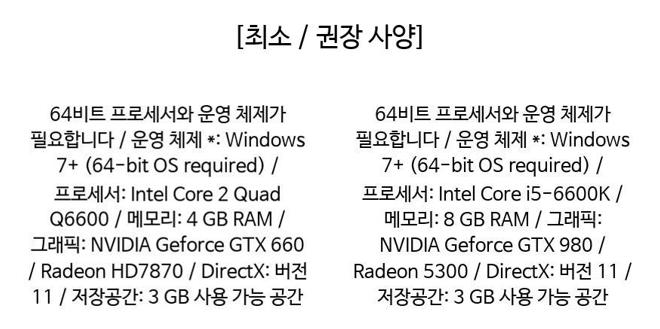 [최소 / 권장 사양]
64비트 프로세서와 운영 체제가
필요합니다 / 운영 체제 *: Windows
7+ (64-bit OS required) /
프로세서: Intel Core 2 Quad
Q6600 / 메모리: 4 GB RAM /
그래픽: NVIDIA Geforce GTX 660
/ Radeon HD7870 / DirectX: 버전
11 / 저장공간: 3 GB 사용 가능 공간
64비트 프로세서와 운영 체제가
필요합니다 / 운영 체제 *: Windows
7+ (64-bit OS required) /
프로세서: Intel Core i5-6600K /
메모리: 8 GB RAM / 그래픽:
NVIDIA Geforce GTX 980 /
Radeon 5300 / DirectX: 버전 11 /
저장공간: 3 GB 사용 가능 공간